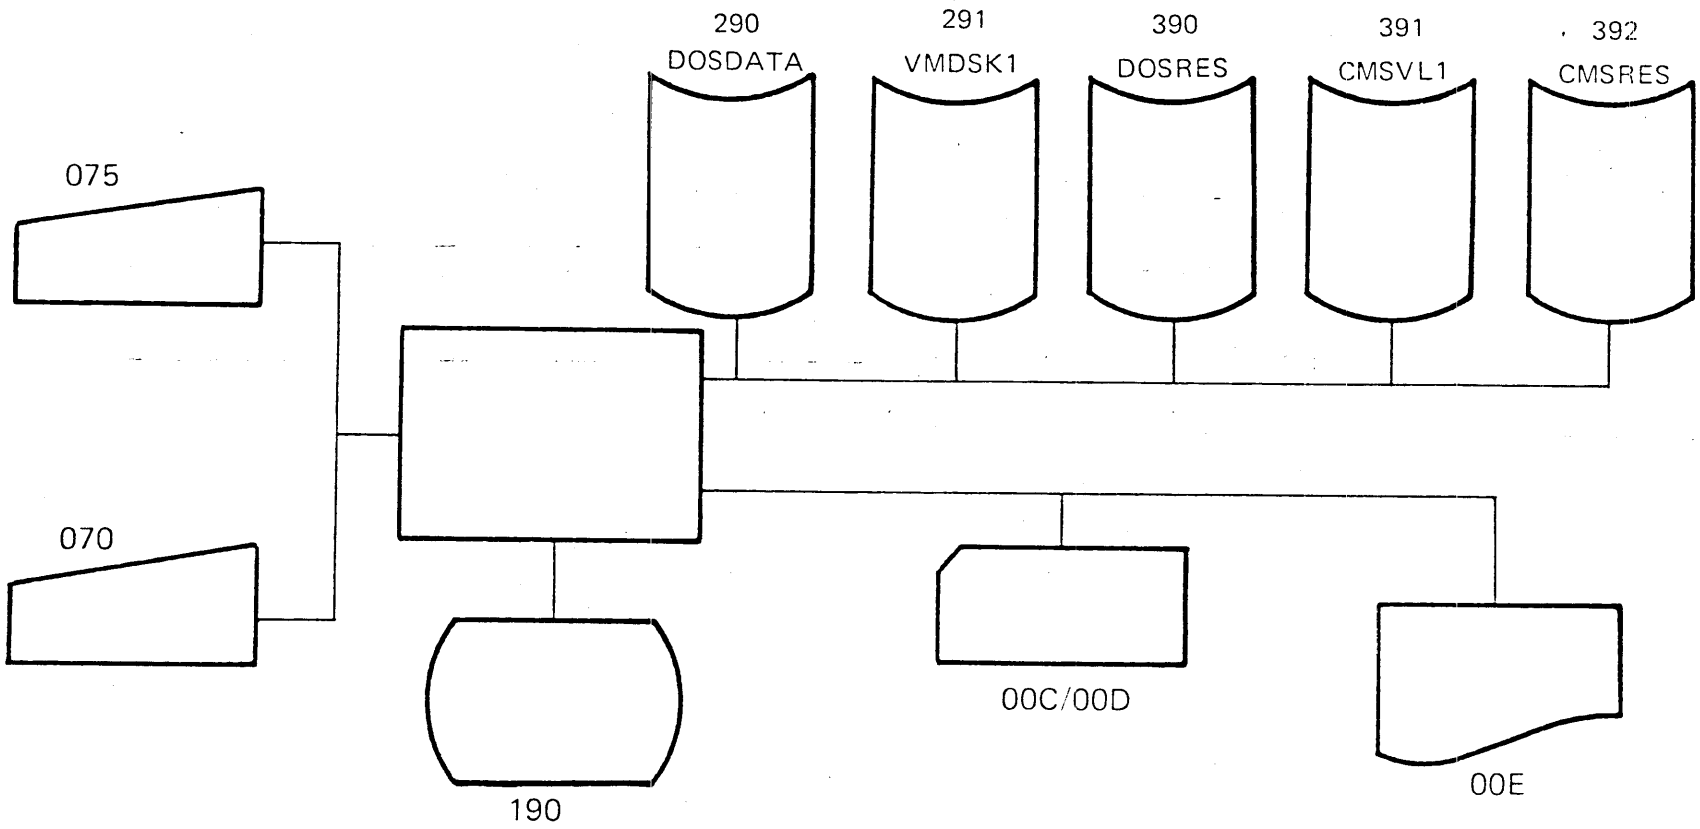 290
DOSDATA
291
VMDSK1
390
DOSRES
391
CMSVL1
392
CMSRES
075
070
190
00C/00D
00E